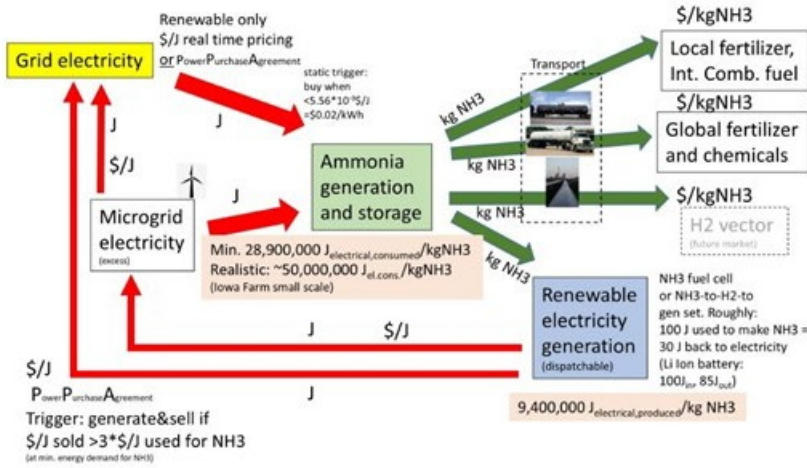 Renewable only
$/J real time pricing
or PowerPurchaseAgreement
Grid electricity
static trigger:
buy when
<5.56*10⁻⁹$/J
=$0.02/kWh
J
J
$/J
Microgrid
electricity
(excess)
J
Ammonia
generation
and storage
Min. 28,900,000 Jelectrical,consumed/kgNH3
Realistic: ~50,000,000 Jel.cons./kgNH3
(Iowa Farm small scale)
Transport
kg NH3
kg NH3
kg NH3
kg NH3
$/kgNH3
Local fertilizer,
Int. Comb. fuel
$/kgNH3
Global fertilizer
and chemicals
$/kgNH3
H2 vector
(future market)
Renewable
electricity
generation
(dispatchable)
NH3 fuel cell
or NH3-to-H2-to
gen set. Roughly:
100 J used to make NH3 =
30 J back to electricity
(Li Ion battery:
100Jin, 85Jout)
9,400,000 Jelectrical,produced/kg NH3
J
$/J
J
$/J
PowerPurchaseAgreement
Trigger: generate&sell if
$/J sold >3*$/J used for NH3
(at min. energy demand for NH3)